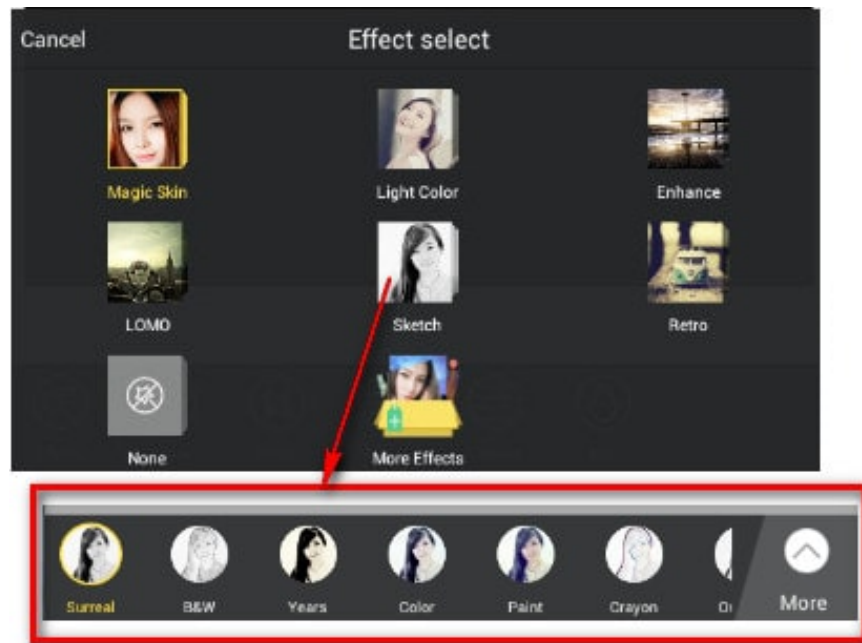 Cancel
Effect select
Magic Skin
Light Color
Enhance
LOMO
Sketch
Retro
None
More Effects
Surreal
B&W
Years
Color
Paint
Crayon
More